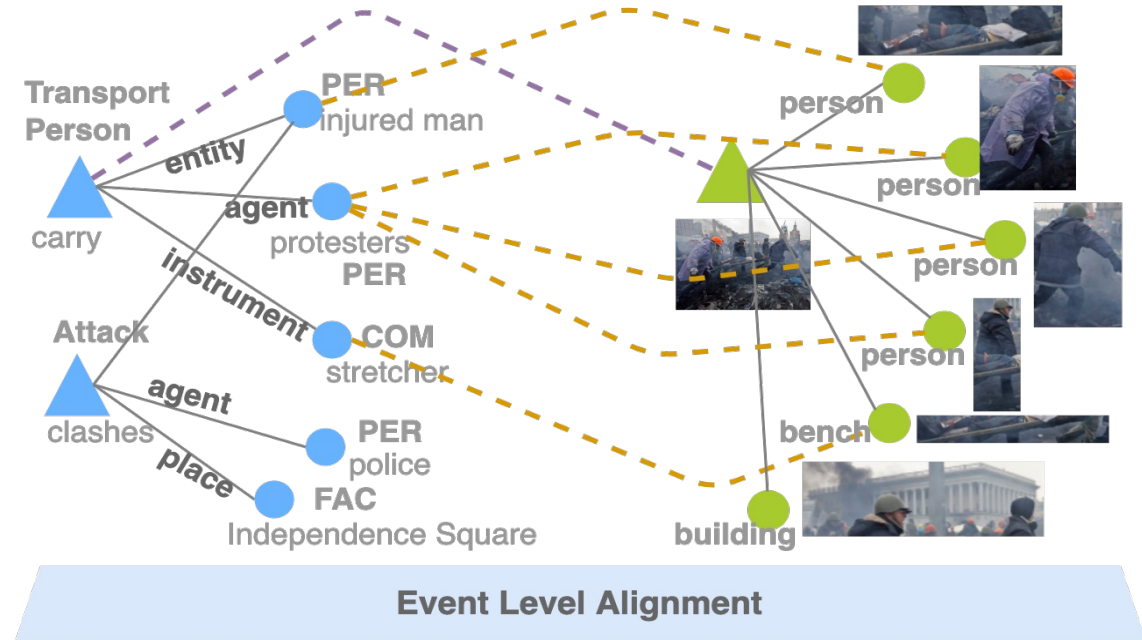 Transport
Person
carry
entity
agent
instrument
PER
injured man
protesters
PER
COM
stretcher
Attack
clashes
agent
place
PER
police
FAC
Independence Square
person
person
person
person
bench
building
Event Level Alignment